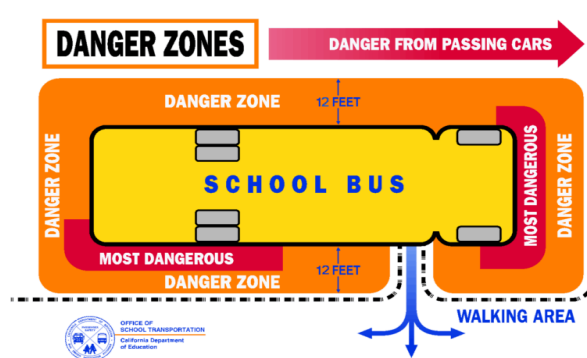 DANGER ZONES
DANGER FROM PASSING CARS
DANGER ZONE
12 FEET
DANGER ZONE
SCHOOL BUS
MOST DANGEROUS
DANGER ZONE
MOST DANGEROUS
DANGER ZONE
12 FEET
WALKING AREA
OFFICE OF
SCHOOL TRANSPORTATION
California Department
of Education